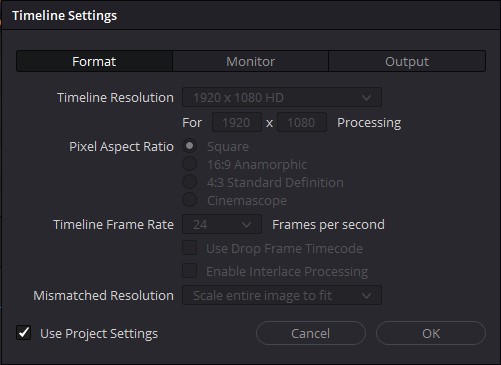 Timeline Settings
Format Monitor Output
Timeline Resolution 1920 x 1080 HD
For 1920 x 1080 Processing
Pixel Aspect Ratio Square
16:9 Anamorphic
4:3 Standard Definition
Cinemascope
Timeline Frame Rate 24 Frames per second
Use Drop Frame Timecode
Enable Interlace Processing
Mismatched Resolution Scale entire image to fit
Use Project Settings Cancel OK